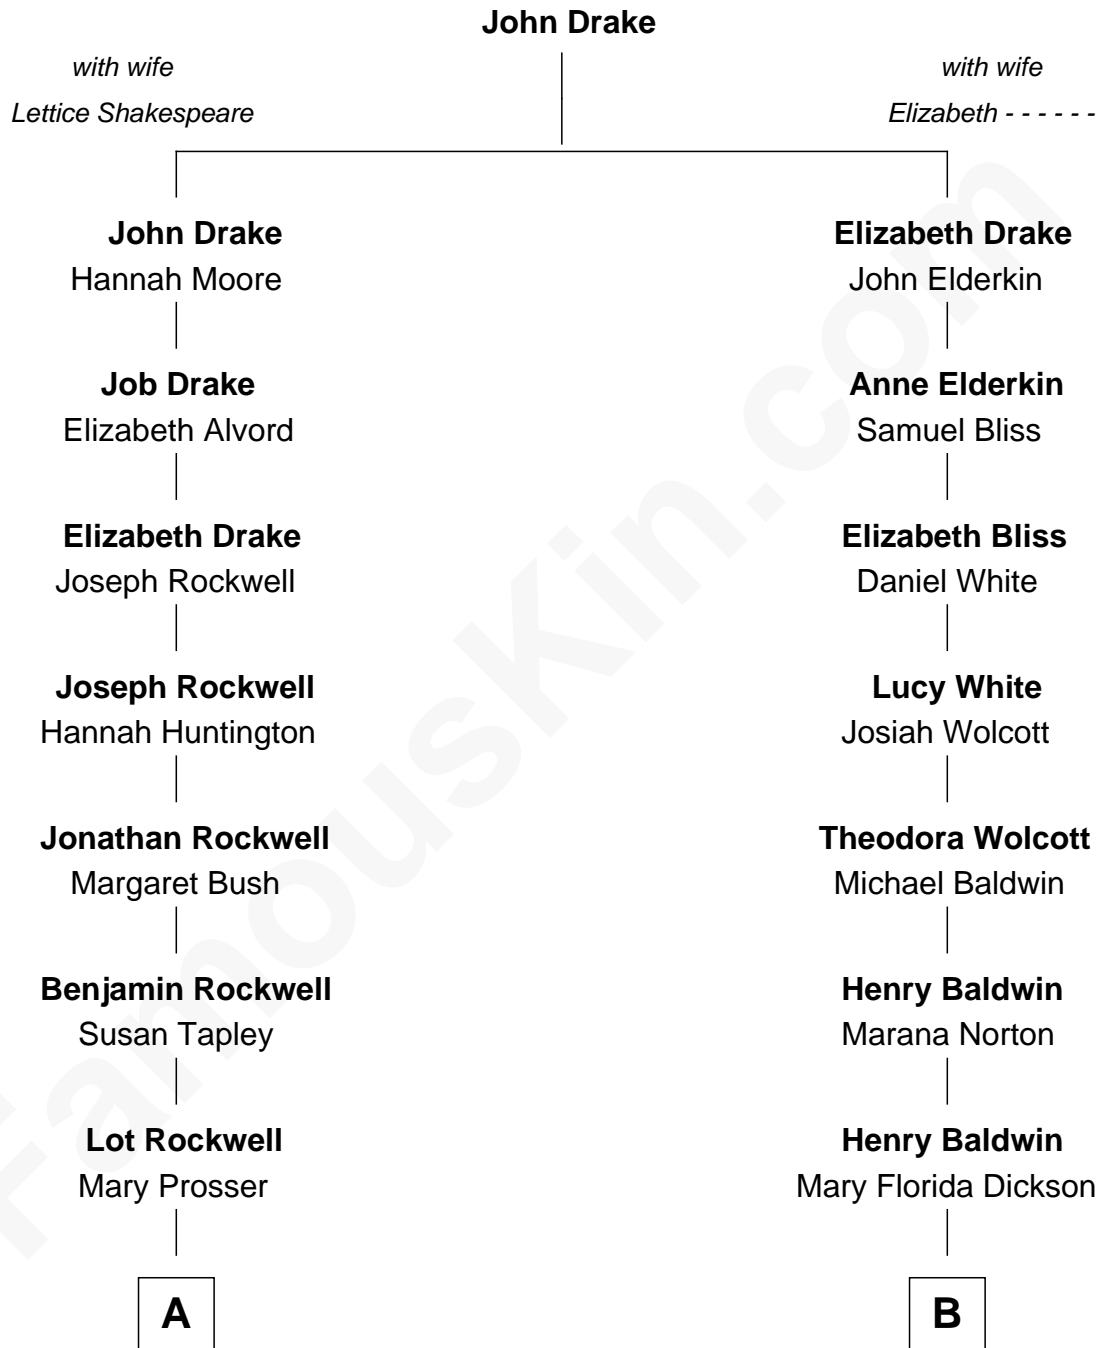 John Drake
with wife
Lettice Shakespeare
with wife
Elizabeth - - - - - -
John Drake
Hannah Moore
Elizabeth Drake
John Elderkin
Job Drake
Elizabeth Alvord
Anne Elderkin
Samuel Bliss
Elizabeth Drake
Joseph Rockwell
Elizabeth Bliss
Daniel White
Joseph Rockwell
Hannah Huntington
Lucy White
Josiah Wolcott
Jonathan Rockwell
Margaret Bush
Theodora Wolcott
Michael Baldwin
Benjamin Rockwell
Susan Tapley
Henry Baldwin
Marana Norton
Lot Rockwell
Mary Prosser
Henry Baldwin
Mary Florida Dickson
A
B
FamousKin.com